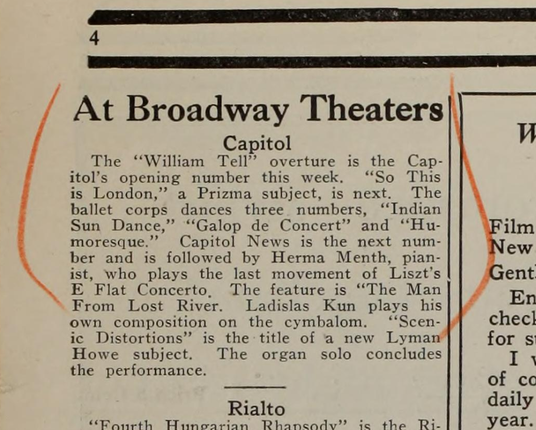 4
At Broadway Theaters
Capitol
The "William Tell" overture is the Cap-
itol's opening number this week. "So This
is London," a Prizma subject, is next. The
ballet corps dances three numbers, "Indian
Sun Dance," "Galop de Concert" and "Hu-
moresque." Capitol News is the next num-
ber and is followed by Herma Menth, pian-
ist, who plays the last movement of Liszt's
E Flat Concerto. The feature is "The Man
From Lost River. Ladislas Kun plays his
own composition on the cymbalom. "Scen-
ic Distortions" is the title of a new Lyman
Howe subject. The organ solo concludes
the performance.
Rialto
"Fourth Hungarian Rhapsody" is the Ri-
Film
New
En
check
for
I
of
daily
year.